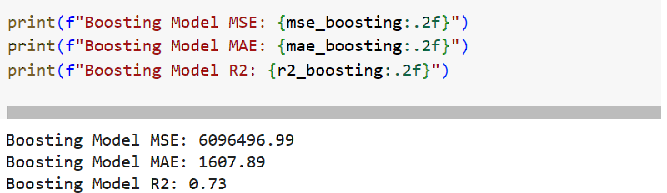 print(f"Boosting Model MSE: {mse_boosting:.2f}")
print(f"Boosting Model MAE: {mae_boosting:.2f}")
print(f"Boosting Model R2: {r2_boosting:.2f}")
Boosting Model MSE: 6096496.99
Boosting Model MAE: 1607.89
Boosting Model R2: 0.73